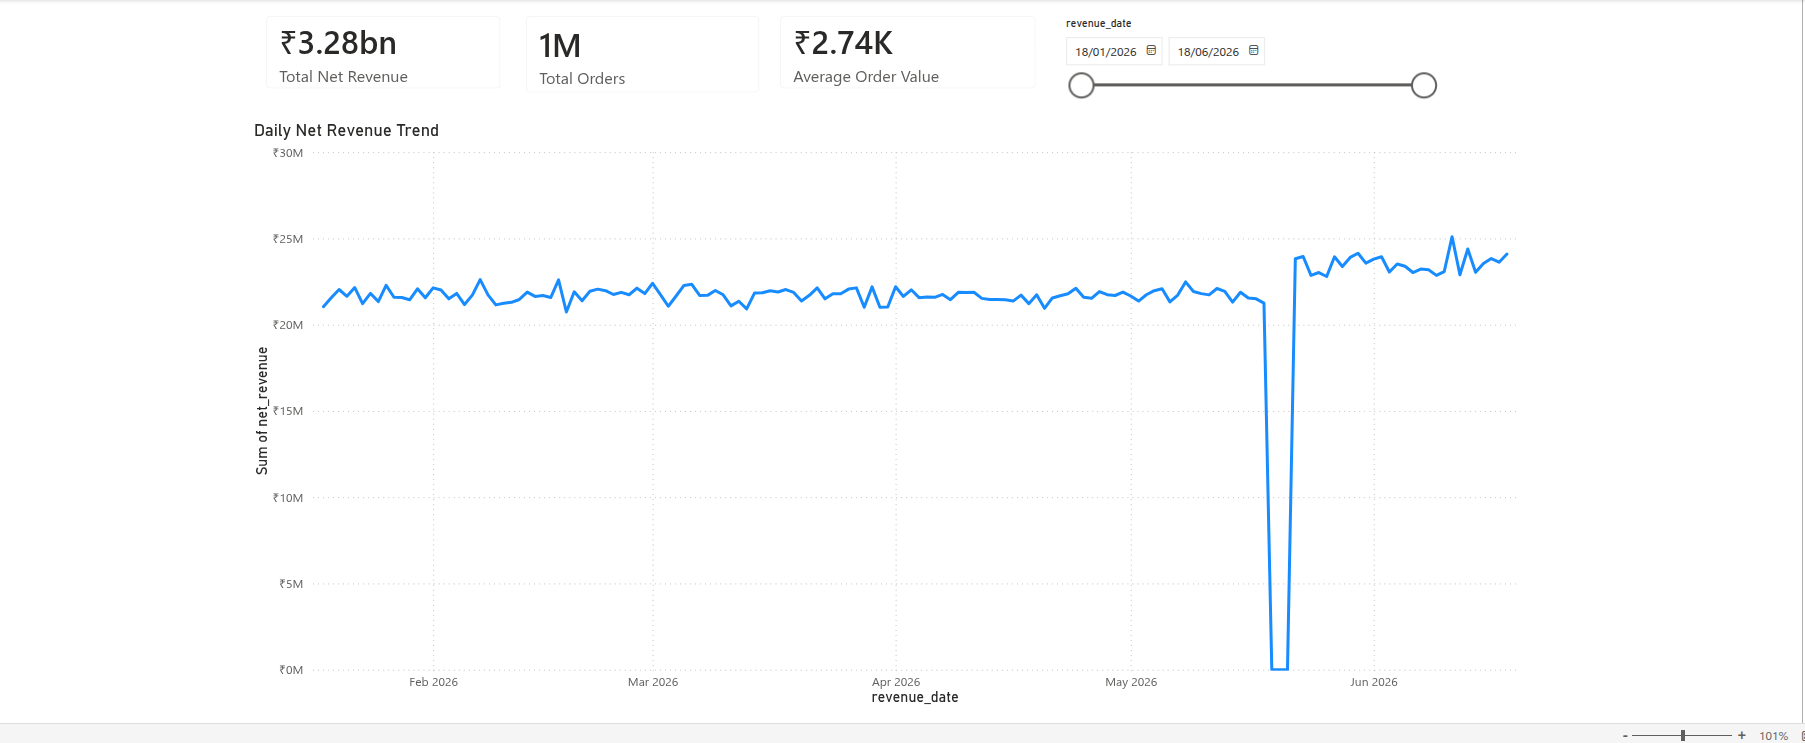 ₹3.28bn
Total Net Revenue
1M
Total Orders
₹2.74K
Average Order Value
revenue_date
18/01/2026
18/06/2026
Daily Net Revenue Trend
₹30M
₹25M
₹20M
₹15M
₹10M
₹5M
₹0M
Sum of net_revenue
Feb 2026
Mar 2026
Apr 2026
May 2026
Jun 2026
revenue_date
- + 101%